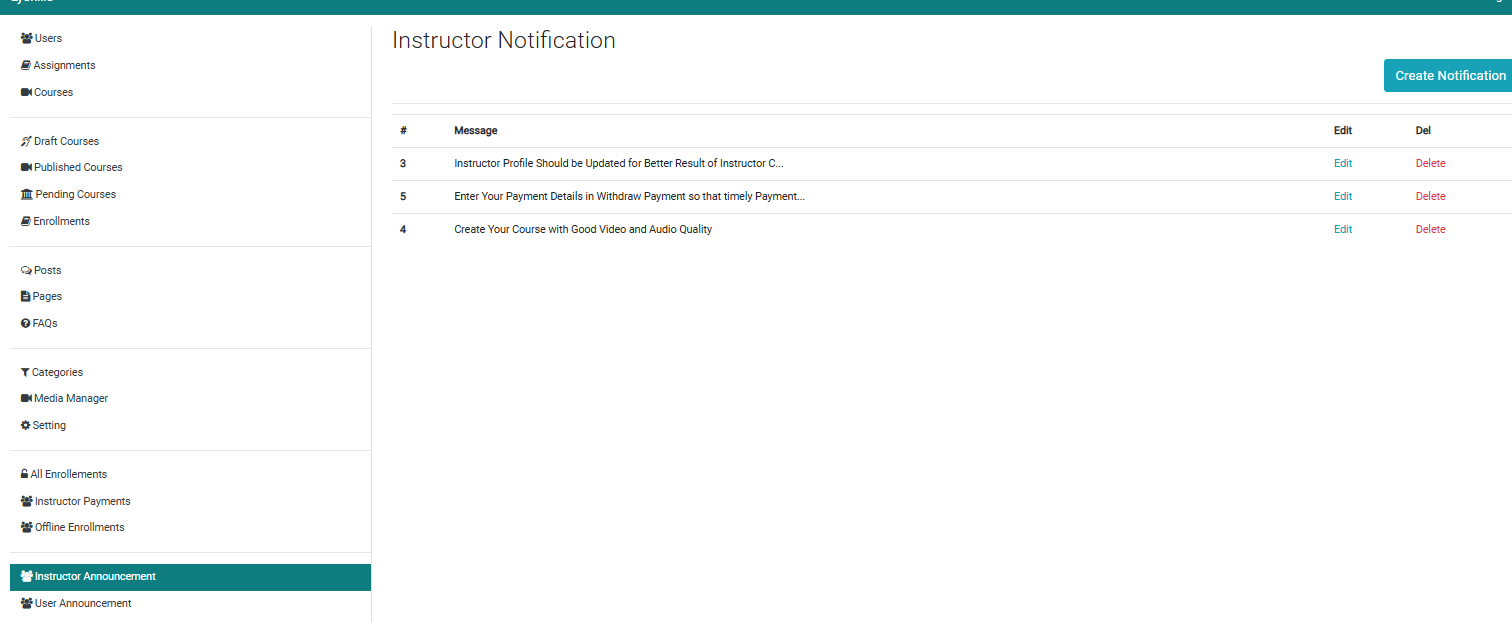 Users
Assignments
Courses
Draft Courses
Published Courses
Pending Courses
Enrollments
Posts
Pages
FAQs
Categories
Media Manager
Setting
All Enrollements
Instructor Payments
Offline Enrollments
Instructor Announcement
User Announcement
Instructor Notification
Create Notification
# Message Edit Del
3 Instructor Profile Should be Updated for Better Result of Instructor C... Edit Delete
5 Enter Your Payment Details in Withdraw Payment so that timely Payment... Edit Delete
4 Create Your Course with Good Video and Audio Quality Edit Delete